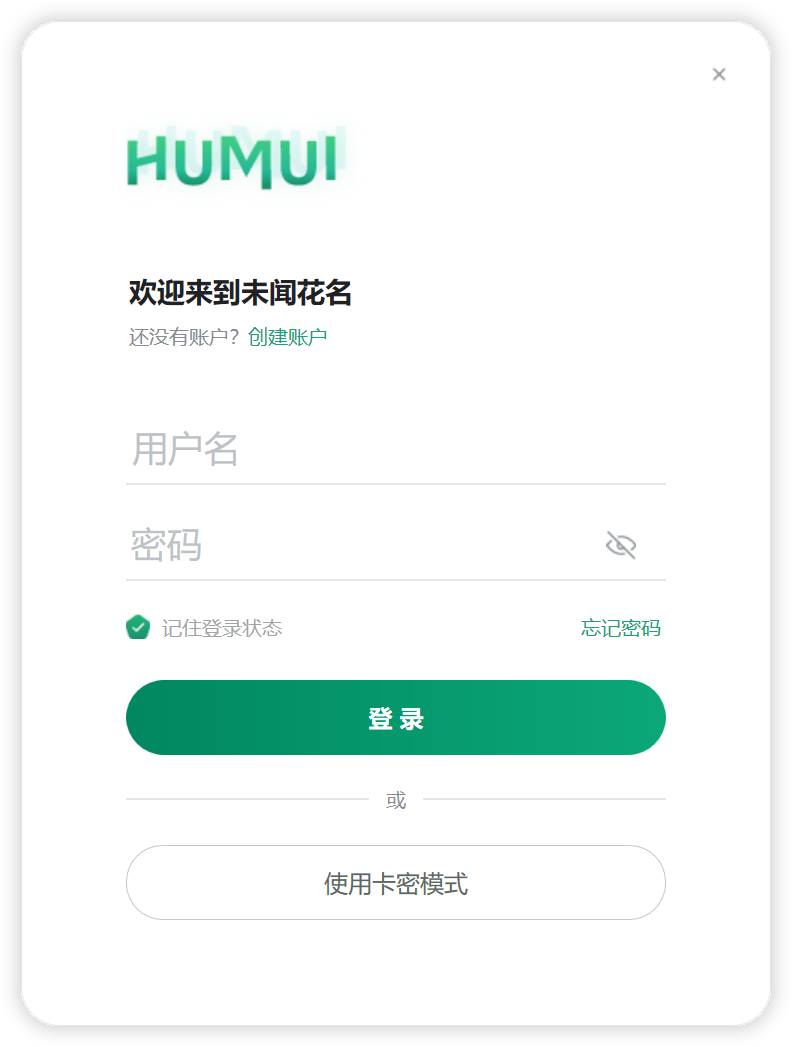 HUMUI
欢迎来到未闻花名
还没有账户？创建账户
用户名
密码
记住登录状态 忘记密码
登 录
或
使用卡密模式